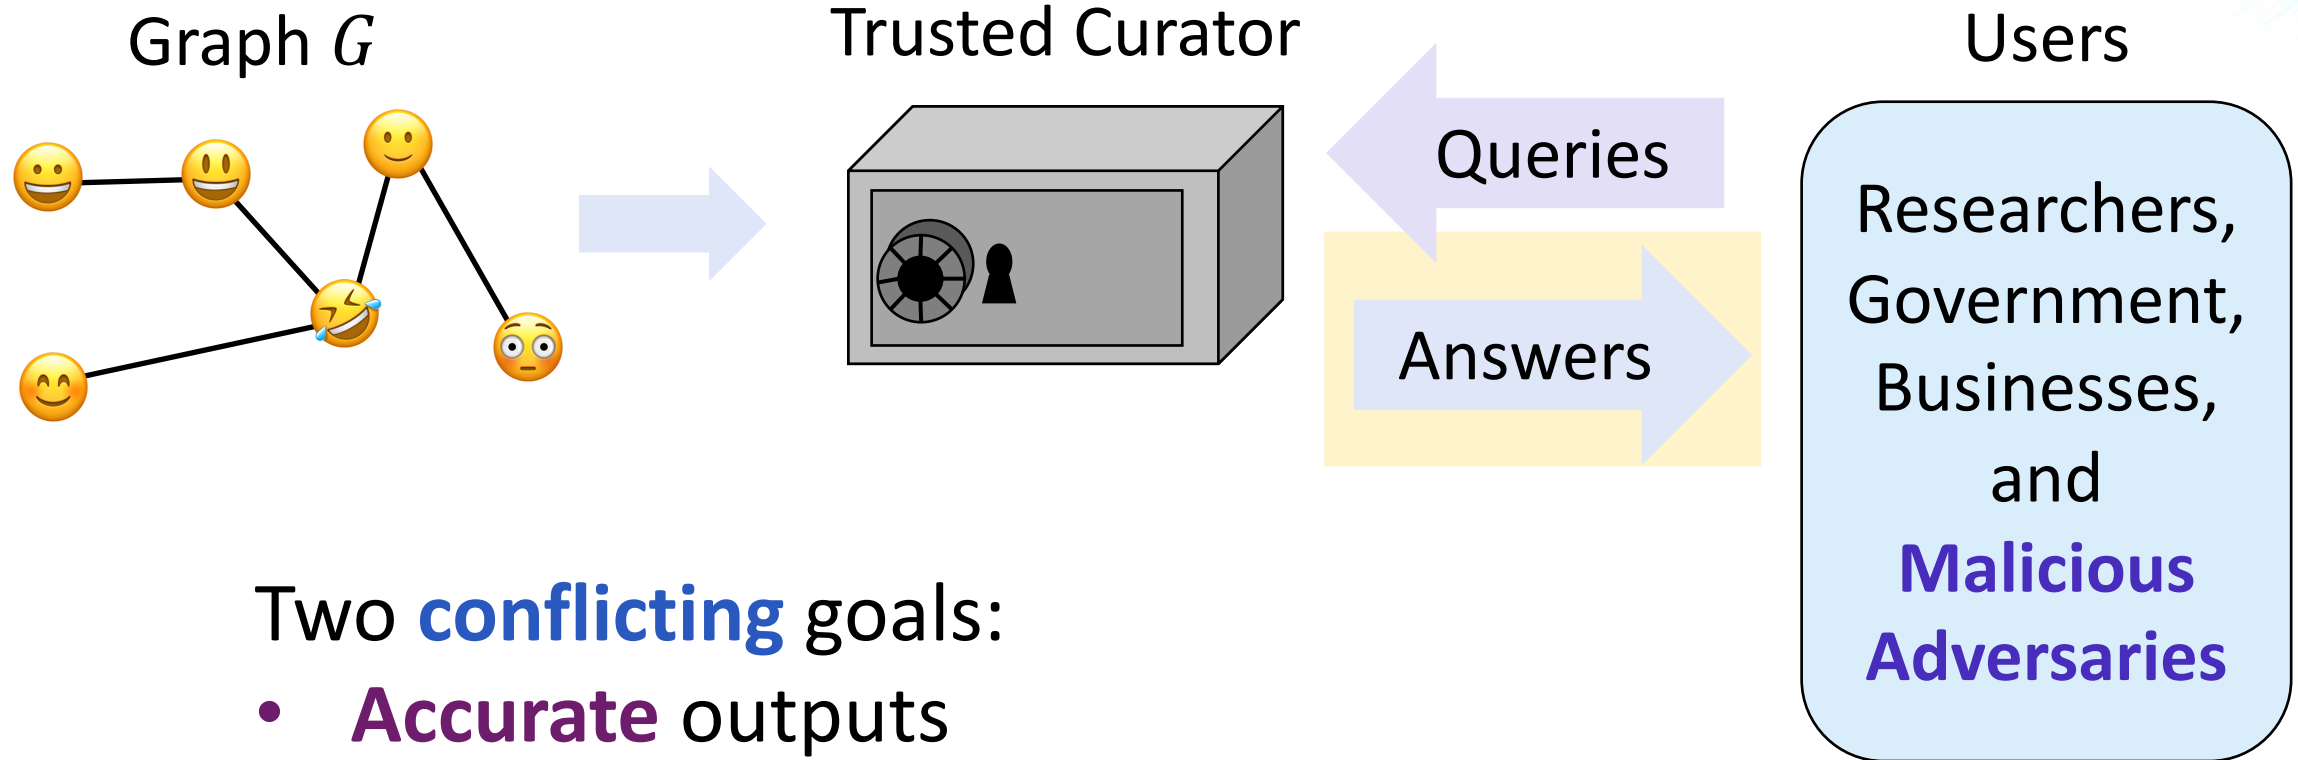 Graph G
Trusted Curator
Users
Queries
Answers
Researchers,
Government,
Businesses,
and
Malicious
Adversaries
Two conflicting goals:
• Accurate outputs